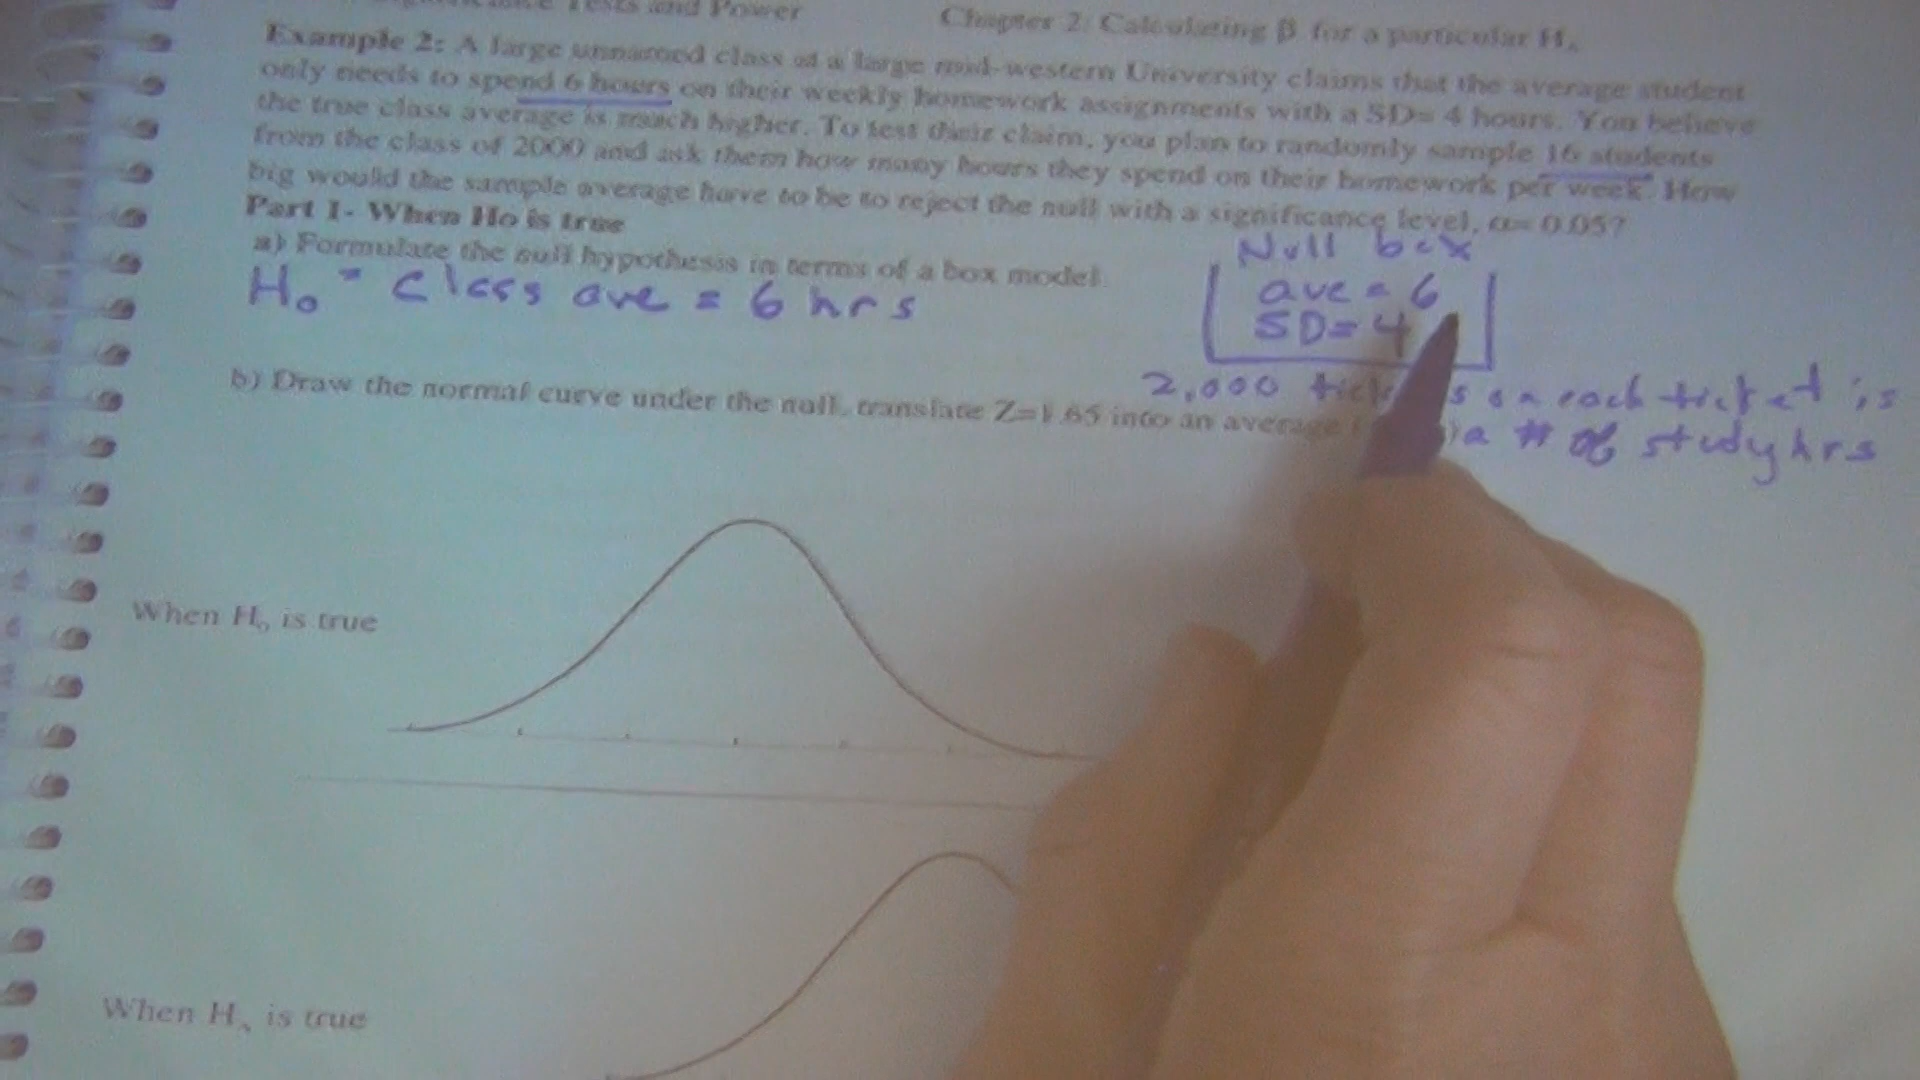 Tests and Power
Chapter 2: Calculating β for a particular Hₐ
Example 2: A large unnamed class at a large mid-western University claims that the average student
only needs to spend 6 hours on their weekly homework assignments with a SD= 4 hours. You believe
the true class average is much higher. To test their claim, you plan to randomly sample 16 students
from the class of 2000 and ask them how many hours they spend on their homework per week. How
big would the sample average have to be to reject the null with a significance level, α= 0.05?
Part I- When Ho is true
a) Formulate the null hypothesis in terms of a box model.
Null box
H₀ = class ave = 6 hrs
ave = 6
SD= 4
2,000 on each ticket is
a # of study hrs
b) Draw the normal curve under the null, translate Z=1.65 into an average
When H₀ is true
When Hₐ is true